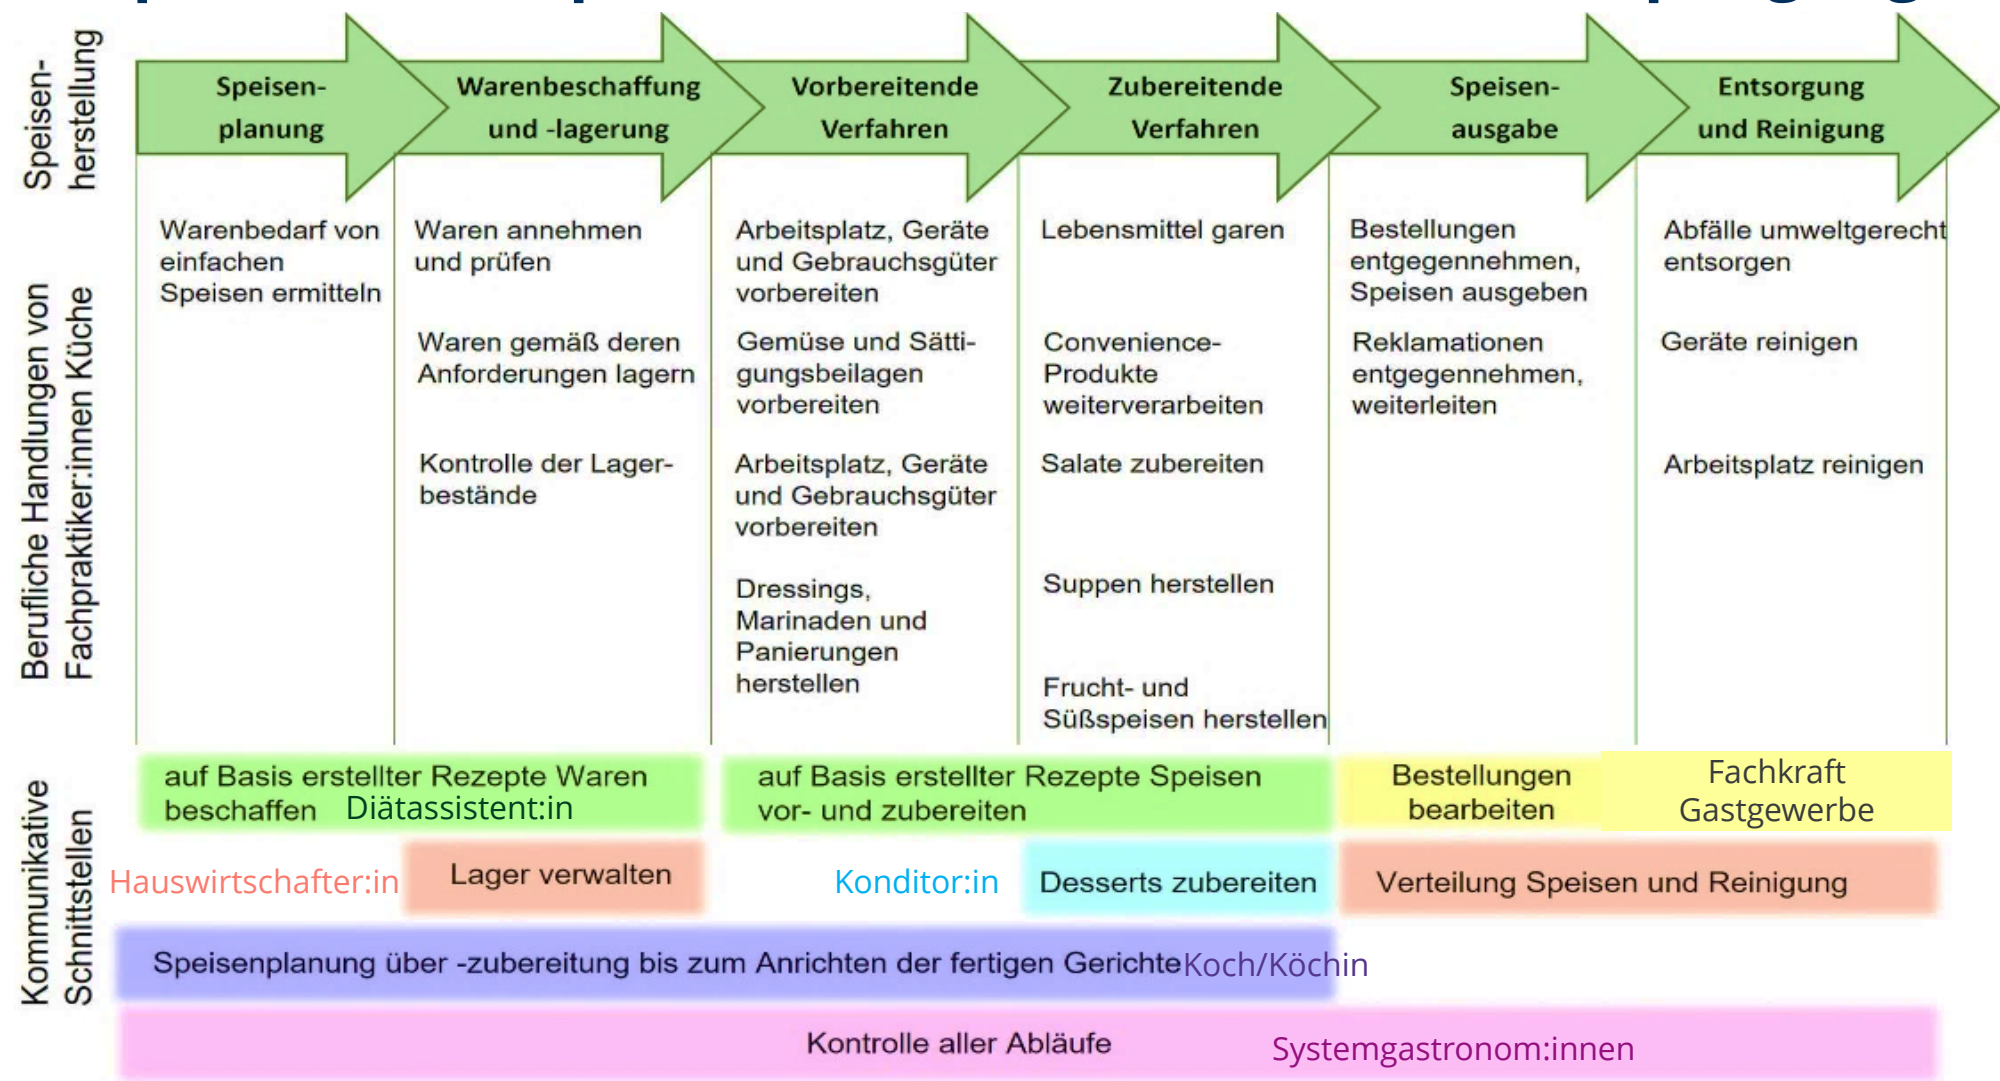 Speisen-
herstellung
Speisen-
planung
Warenbeschaffung
und -lagerung
Vorbereitende
Verfahren
Zubereitende
Verfahren
Speisen-
ausgabe
Entsorgung
und Reinigung
Berufliche Handlungen von
Fachpraktiker:innen Küche
Warenbedarf von
einfachen
Speisen ermitteln
Waren annehmen
und prüfen
Waren gemäß deren
Anforderungen lagern
Kontrolle der Lager-
bestände
Arbeitsplatz, Geräte
und Gebrauchsgüter
vorbereiten
Gemüse und Sätti-
gungsbeilagen
vorbereiten
Arbeitsplatz, Geräte
und Gebrauchsgüter
vorbereiten
Dressings,
Marinaden und
Panierungen
herstellen
Lebensmittel garen
Convenience-
Produkte
weiterverarbeiten
Salate zubereiten
Suppen herstellen
Frucht- und
Süßspeisen herstellen
Bestellungen
entgegennehmen,
Speisen ausgeben
Reklamationen
entgegennehmen,
weiterleiten
Abfälle umweltgerecht
entsorgen
Geräte reinigen
Arbeitsplatz reinigen
Kommunikative
Schnittstellen
auf Basis erstellter Rezepte Waren
beschaffen Diätassistent:in
auf Basis erstellter Rezepte Speisen
vor- und zubereiten
Bestellungen
bearbeiten
Fachkraft
Gastgewerbe
Hauswirtschafter:in
Lager verwalten
Konditor:in
Desserts zubereiten
Verteilung Speisen und Reinigung
Speisenplanung über -zubereitung bis zum Anrichten der fertigen Gerichte Koch/Köchin
Kontrolle aller Abläufe
Systemgastronom:innen